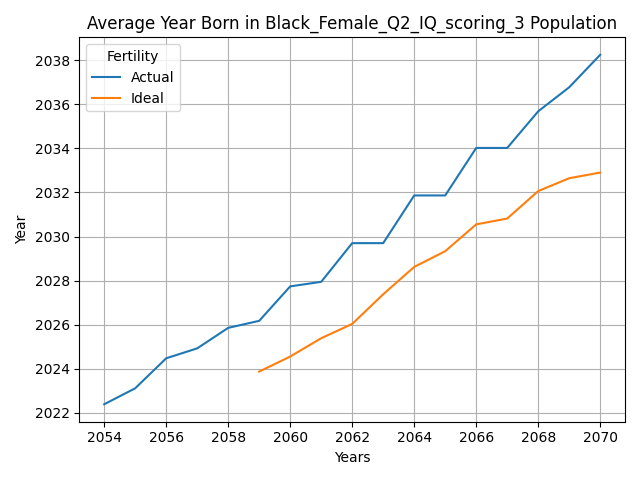 Average Year Born in Black_Female_Q2_IQ_scoring_3 Population
Fertility
Actual
Ideal
2038
2036
2034
2032
2030
2028
2026
2024
2022
Year
2054 2056 2058 2060 2062 2064 2066 2068 2070
Years